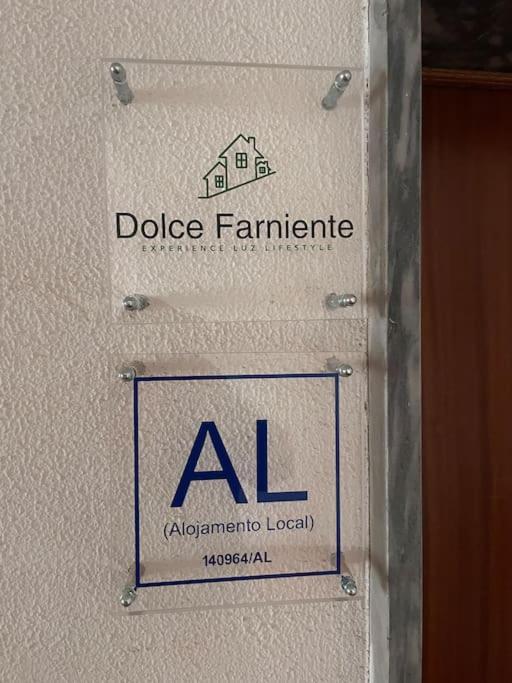 Dolce Farniente
EXPERIENCE LUZ LIFESTYLE
AL
(Alojamento Local)
140964/AL